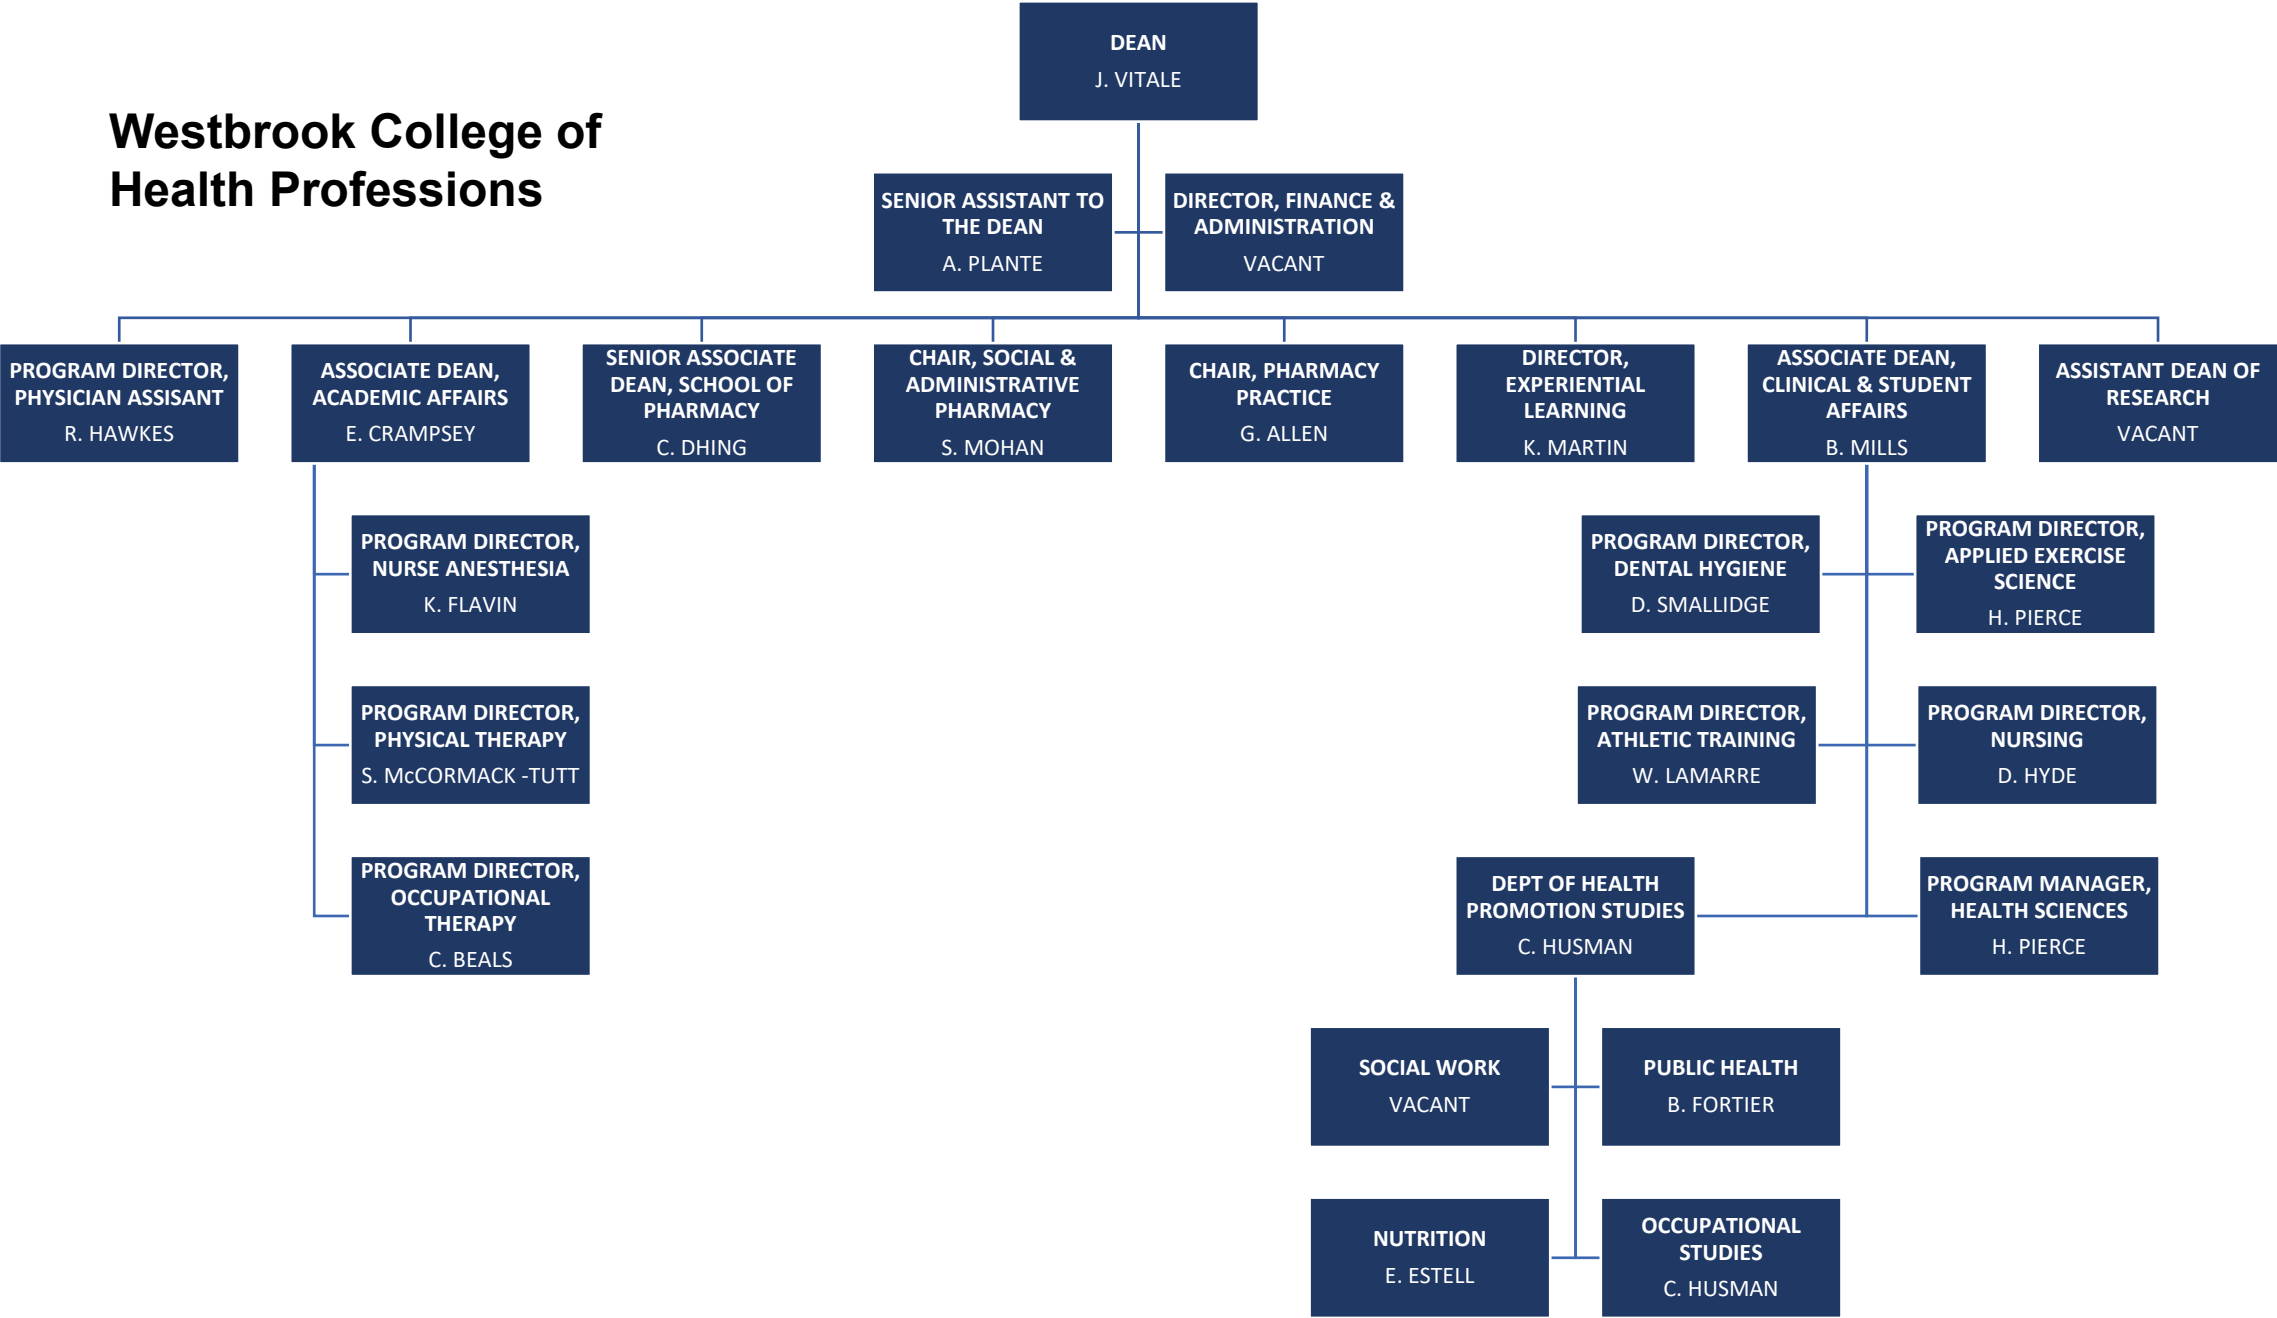 DEAN
J. VITALE
Westbrook College of
Health Professions
SENIOR ASSISTANT TO
THE DEAN
A. PLANTE
DIRECTOR, FINANCE &
ADMINISTRATION
VACANT
PROGRAM DIRECTOR,
PHYSICIAN ASSISANT
R. HAWKES
ASSOCIATE DEAN,
ACADEMIC AFFAIRS
E. CRAMPSEY
SENIOR ASSOCIATE
DEAN, SCHOOL OF
PHARMACY
C. DHING
CHAIR, SOCIAL &
ADMINISTRATIVE
PHARMACY
S. MOHAN
CHAIR, PHARMACY
PRACTICE
G. ALLEN
DIRECTOR,
EXPERIENTIAL
LEARNING
K. MARTIN
ASSOCIATE DEAN,
CLINICAL & STUDENT
AFFAIRS
B. MILLS
ASSISTANT DEAN OF
RESEARCH
VACANT
PROGRAM DIRECTOR,
NURSE ANESTHESIA
K. FLAVIN
PROGRAM DIRECTOR,
DENTAL HYGIENE
D. SMALLIDGE
PROGRAM DIRECTOR,
APPLIED EXERCISE
SCIENCE
H. PIERCE
PROGRAM DIRECTOR,
PHYSICAL THERAPY
S. McCORMACK -TUTT
PROGRAM DIRECTOR,
ATHLETIC TRAINING
W. LAMARRE
PROGRAM DIRECTOR,
NURSING
D. HYDE
PROGRAM DIRECTOR,
OCCUPATIONAL
THERAPY
C. BEALS
DEPT OF HEALTH
PROMOTION STUDIES
C. HUSMAN
PROGRAM MANAGER,
HEALTH SCIENCES
H. PIERCE
SOCIAL WORK
VACANT
PUBLIC HEALTH
B. FORTIER
NUTRITION
E. ESTELL
OCCUPATIONAL
STUDIES
C. HUSMAN